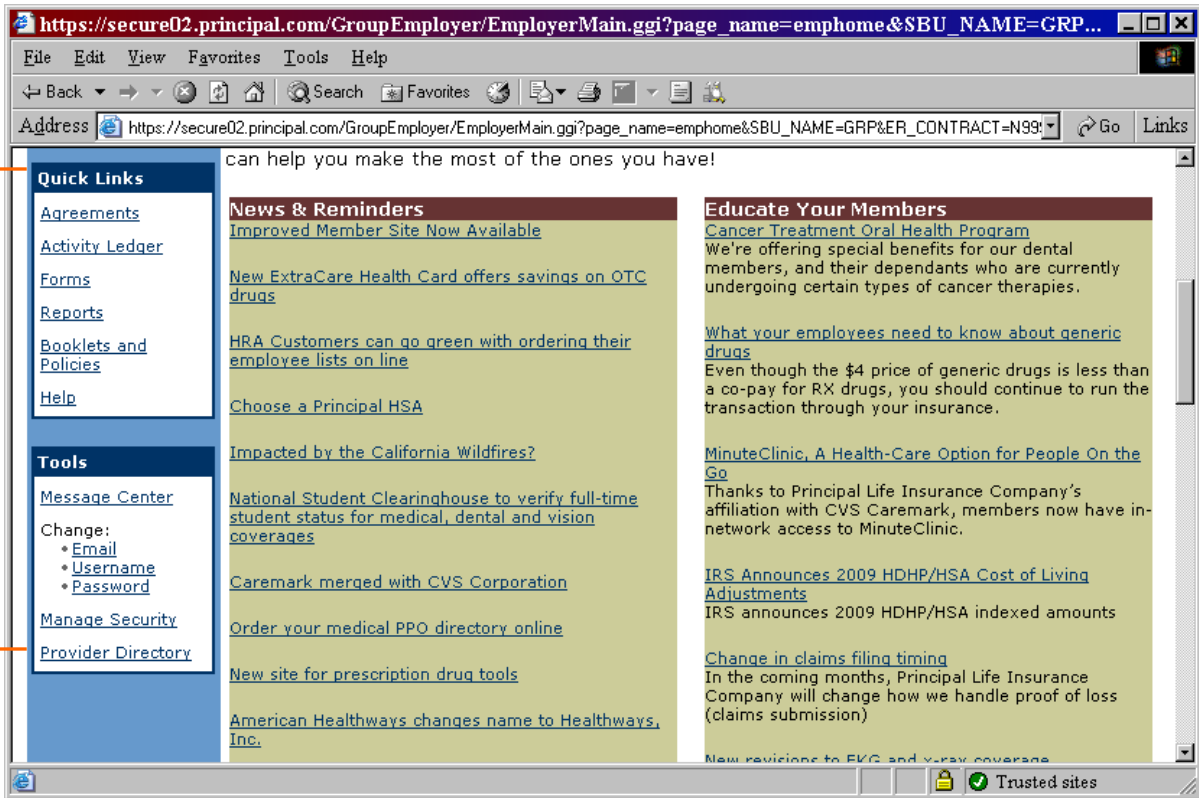 https://secure02.principal.com/GroupEmployer/EmployerMain.ggi?page_name=emphome&SBU_NAME=GRP...
File Edit View Favorites Tools Help
Back Search Favorites
Address https://secure02.principal.com/GroupEmployer/EmployerMain.ggi?page_name=emphome&SBU_NAME=GRP&ER_CONTRACT=N99 Go Links
can help you make the most of the ones you have!
Quick Links
Agreements
Activity Ledger
Forms
Reports
Booklets and
Policies
Help
Tools
Message Center
Change:
• Email
• Username
• Password
Manage Security
Provider Directory
News & Reminders
Improved Member Site Now Available
New ExtraCare Health Card offers savings on OTC
drugs
HRA Customers can go green with ordering their
employee lists on line
Choose a Principal HSA
Impacted by the California Wildfires?
National Student Clearinghouse to verify full-time
student status for medical, dental and vision
coverages
Caremark merged with CVS Corporation
Order your medical PPO directory online
New site for prescription drug tools
American Healthways changes name to Healthways,
Inc.
Educate Your Members
Cancer Treatment Oral Health Program
We're offering special benefits for our dental
members, and their dependants who are currently
undergoing certain types of cancer therapies.
What your employees need to know about generic
drugs
Even though the $4 price of generic drugs is less than
a co-pay for RX drugs, you should continue to run the
transaction through your insurance.
MinuteClinic, A Health-Care Option for People On the
Go
Thanks to Principal Life Insurance Company's
affiliation with CVS Caremark, members now have in-
network access to MinuteClinic.
IRS Announces 2009 HDHP/HSA Cost of Living
Adjustments
IRS announces 2009 HDHP/HSA indexed amounts
Change in claims filing timing
In the coming months, Principal Life Insurance
Company will change how we handle proof of loss
(claims submission)
New revisions to EKG and x-ray coverage
Trusted sites